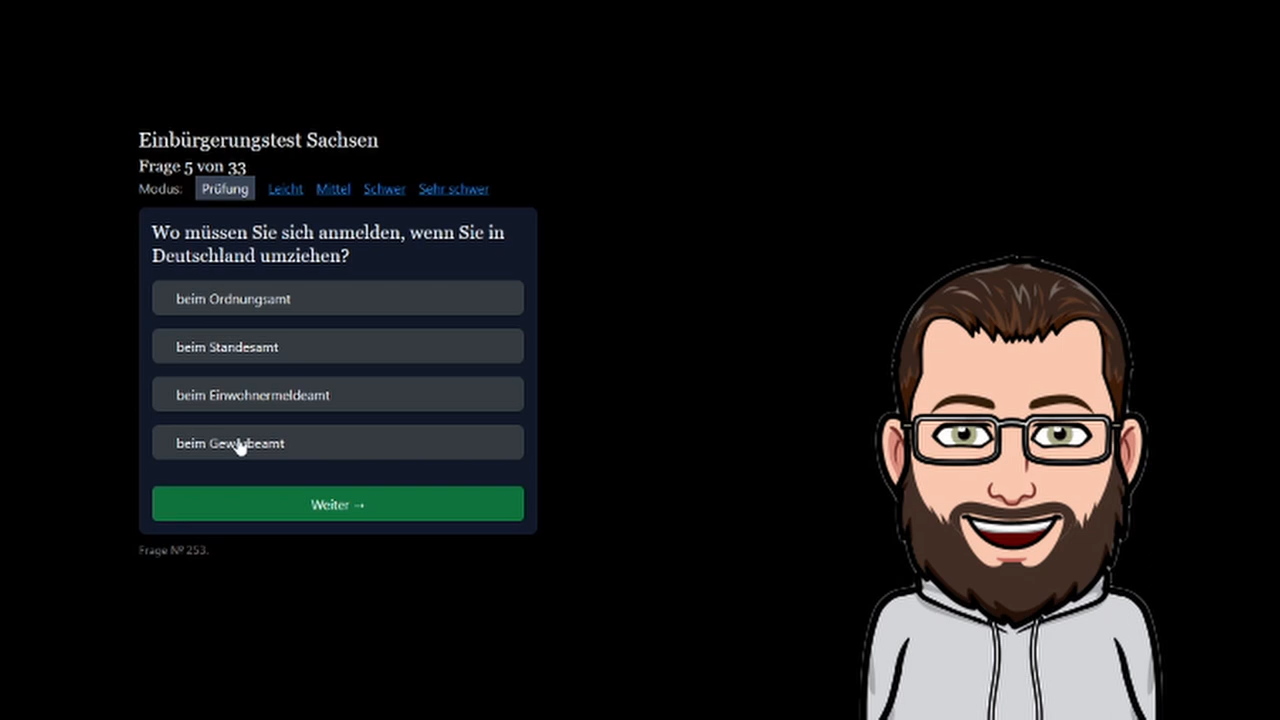 Einbürgerungstest Sachsen
Frage 5 von 33
Modus: Prüfung Leicht Mittel Schwer Sehr schwer
Wo müssen Sie sich anmelden, wenn Sie in
Deutschland umziehen?
beim Ordnungsamt
beim Standesamt
beim Einwohnermeldeamt
beim
Weiter →
Frage № 253.